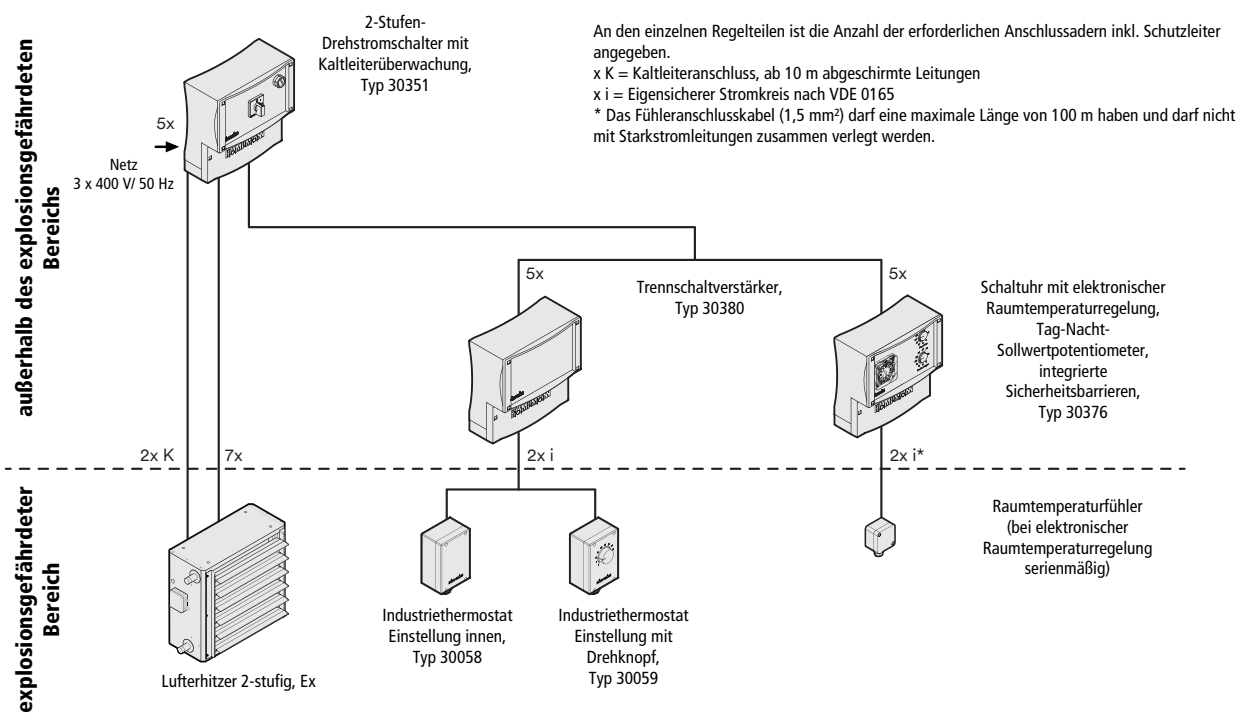 2-Stufen-
Drehstromschalter mit
Kaltleiterüberwachung,
Typ 30351
An den einzelnen Regelteilen ist die Anzahl der erforderlichen Anschlussadern inkl. Schutzleiter
angegeben.
x K = Kaltleiteranschluss, ab 10 m abgeschirmte Leitungen
x i = Eigensicherer Stromkreis nach VDE 0165
* Das Fühleranschlusskabel (1,5 mm²) darf eine maximale Länge von 100 m haben und darf nicht
mit Starkstromleitungen zusammen verlegt werden.
außerhalb des explosionsgefährdeten
Bereichs
5x
Netz
3 x 400 V/ 50 Hz
5x
Trennschaltverstärker,
Typ 30380
5x
Schaltuhr mit elektronischer
Raumtemperaturregelung,
Tag-Nacht-
Sollwertpotentiometer,
integrierte
Sicherheitsbarrieren,
Typ 30376
2x K
7x
2x i
2x i*
explosionsgefährdeter
Bereich
Lufterhitzer 2-stufig, Ex
Industriethermostat
Einstellung innen,
Typ 30058
Industriethermostat
Einstellung mit
Drehknopf,
Typ 30059
Raumtemperaturfühler
(bei elektronischer
Raumtemperaturregelung
serienmäßig)